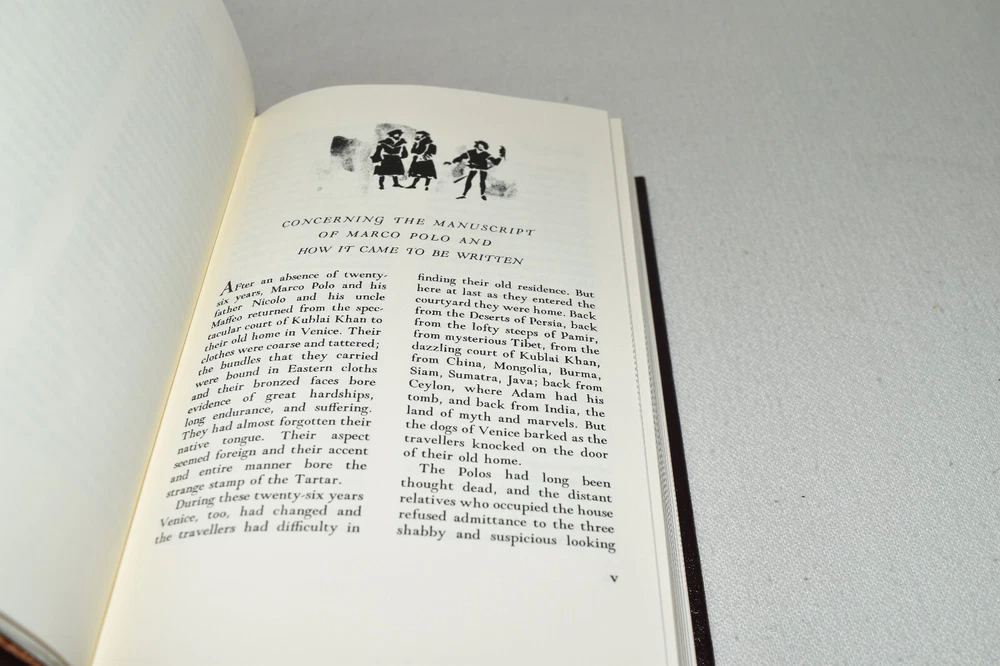 CONCERNING THE MANUSCRIPT
OF MARCO POLO AND
HOW IT CAME TO BE WRITTEN
After an absence of twenty-
six years, Marco Polo and his
father Nicolo and his uncle
Maffeo returned from the spec-
tacular court of Kublai Khan to
their old home in Venice. Their
clothes were coarse and tattered;
the bundles that they carried
were bound in Eastern cloths
and their bronzed faces bore
evidence of great hardships,
long endurance, and suffering.
They had almost forgotten their
native tongue. Their aspect
seemed foreign and their accent
and entire manner bore the
strange stamp of the Tartar.
During these twenty-six years
Venice, too, had changed and
the travellers had difficulty in
finding their old residence. But
here at last as they entered the
courtyard they were home. Back
from the Deserts of Persia, back
from the lofty steeps of Pamir,
from mysterious Tibet, from the
dazzling court of Kublai Khan,
from China, Mongolia, Burma,
Siam, Sumatra, Java; back from
Ceylon, where Adam had his
tomb, and back from India, the
land of myth and marvels. But
the dogs of Venice barked as the
travellers knocked on the door
of their old home.
The Polos had long been
thought dead, and the distant
relatives who occupied the house
refused admittance to the three
shabby and suspicious looking
v